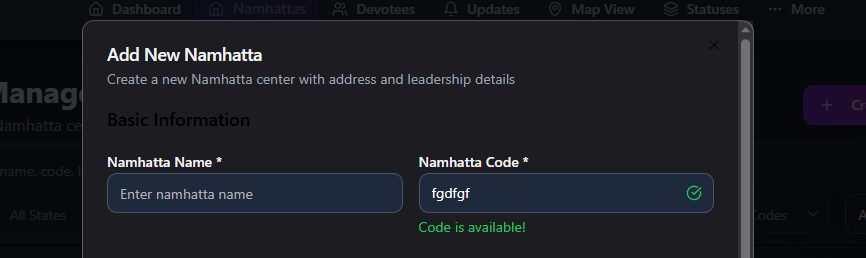 Dashboard Namhattas Devotees Updates Map View Statuses ··· More
Add New Namhatta
Create a new Namhatta center with address and leadership details
Manage
Namhatta ce
Basic Information
+ Cr
name, code, l
Namhatta Name *
Namhatta Code *
Enter namhatta name
fgdfgf
All States
Codes
A
Code is available!